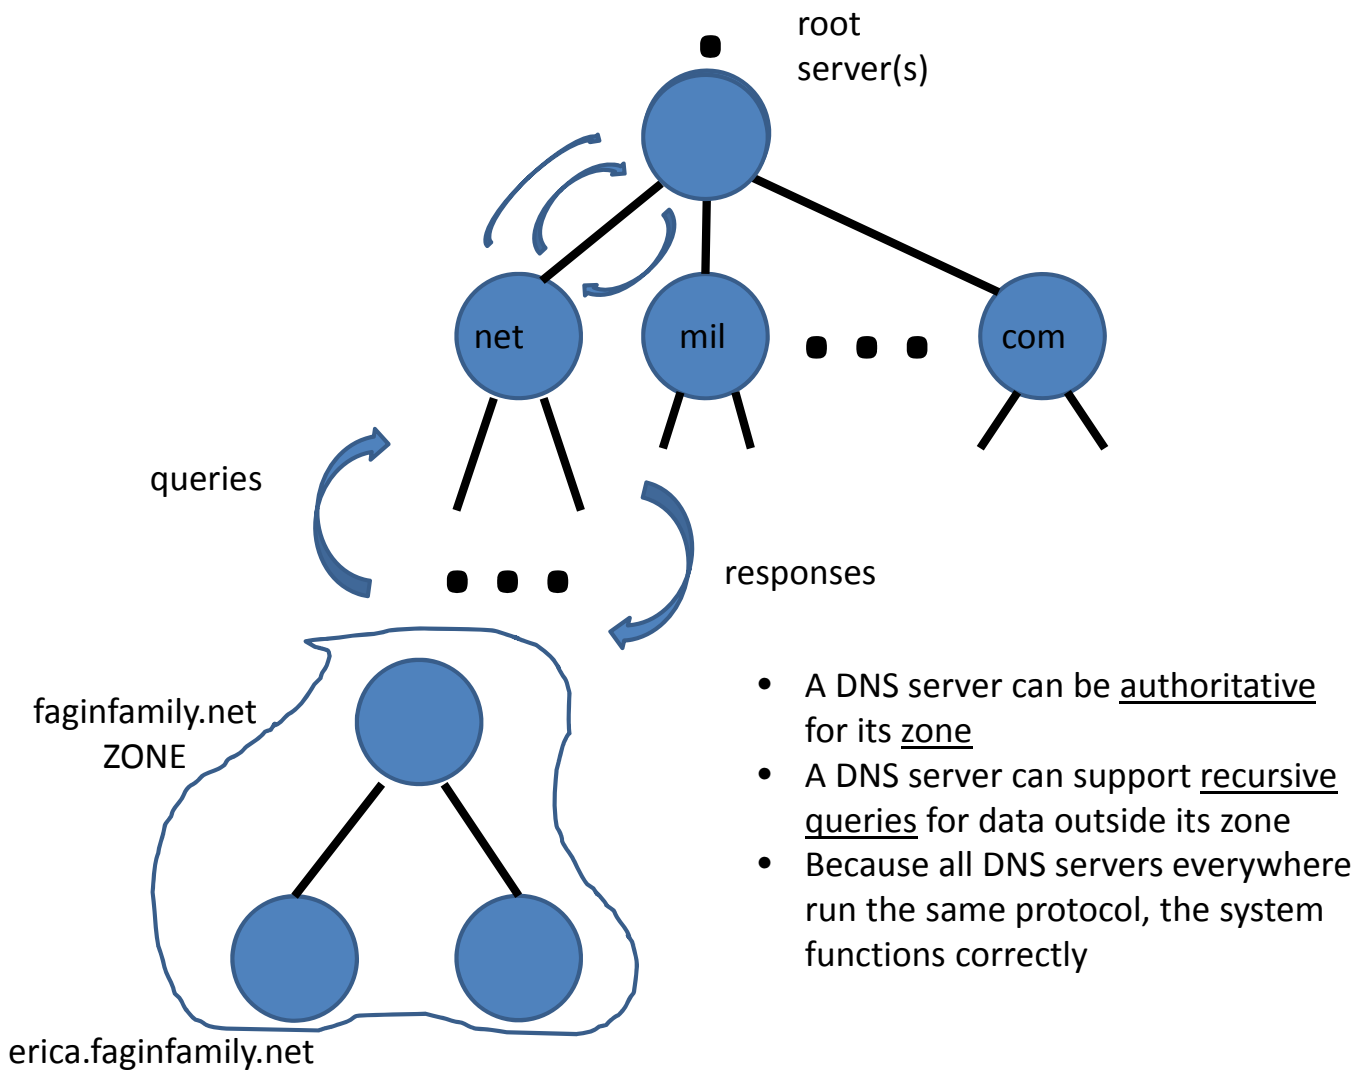 root
server(s)
net
mil
com
queries
responses
faginfamily.net
ZONE
• A DNS server can be authoritative
for its zone
• A DNS server can support recursive
queries for data outside its zone
• Because all DNS servers everywhere
run the same protocol, the system
functions correctly
erica.faginfamily.net